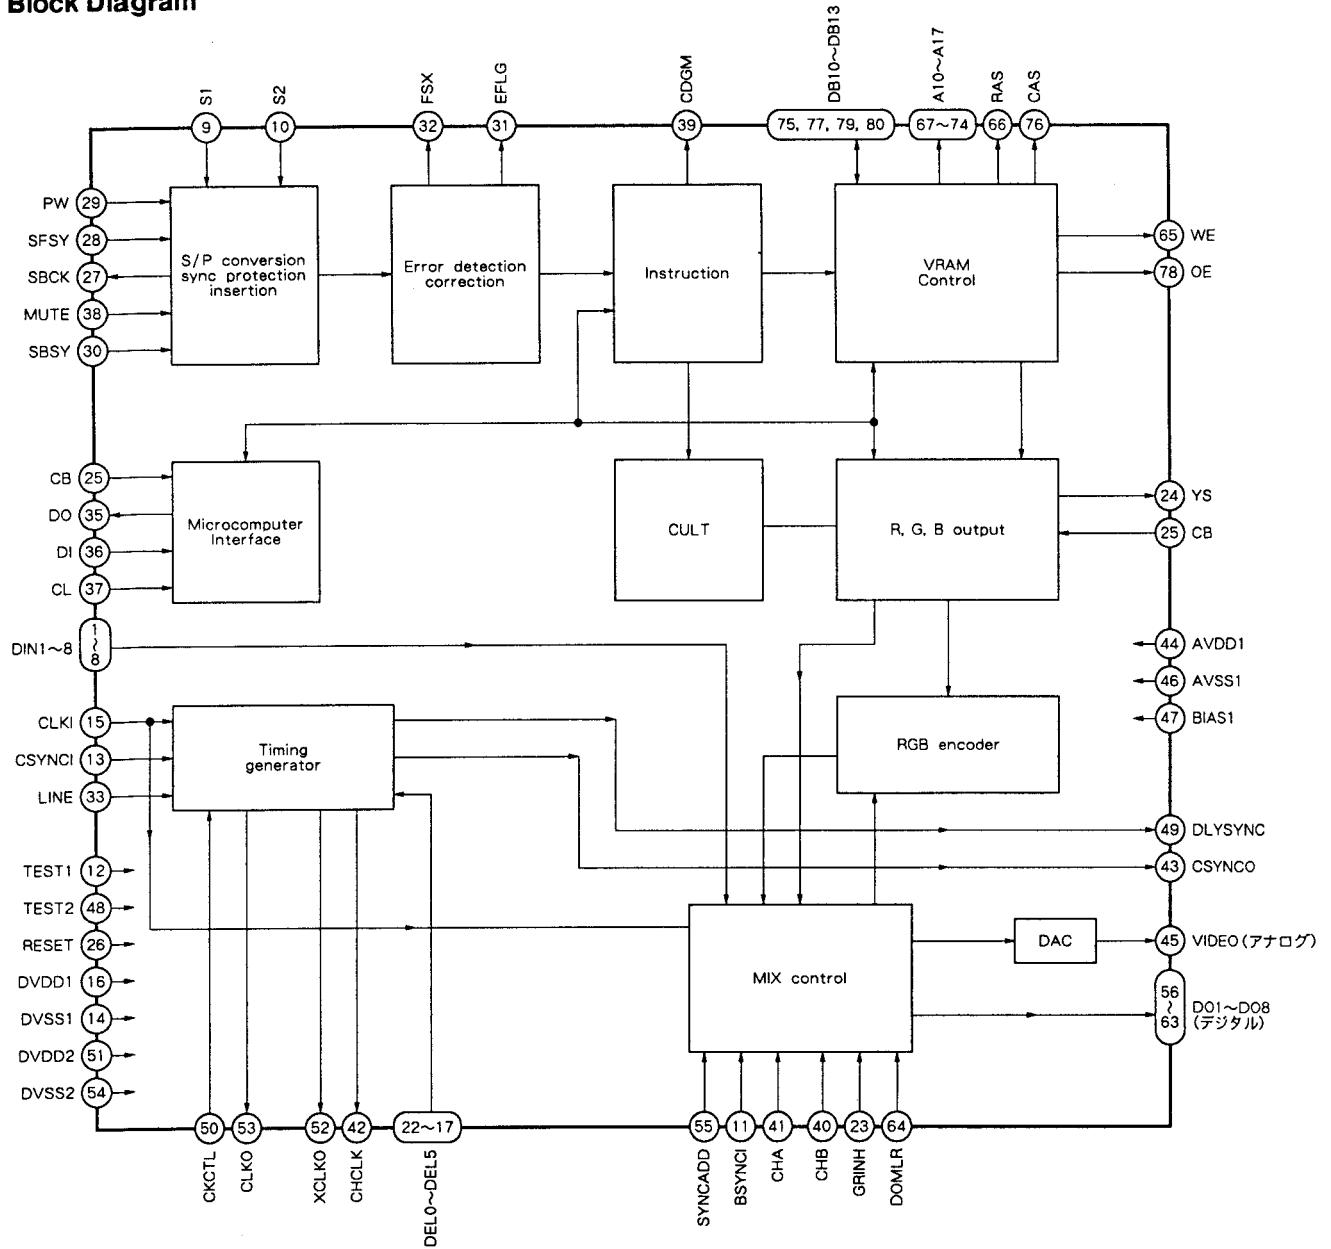 Block Diagram
S1
S2
FSX
EFLG
CDGM
DB10~DB13
A10~A17
RAS
CAS
9
10
32
31
39
75, 77, 79, 80
67~74
66
76
PW 29
SFSY 28
SBCK 27
MUTE 38
SBSY 30
S/P conversion
sync protection
insertion
Error detection
correction
Instruction
VRAM
Control
65 WE
78 OE
CB 25
DO 35
DI 36
CL 37
Microcomputer
Interface
CULT
R, G, B output
24 YS
25 CB
DIN1~8 1~8
44 AVDD1
46 AVSS1
47 BIAS1
CLKI 15
CSYNCI 13
LINE 33
Timing
generator
RGB encoder
49 DLYSYNC
43 CSYNCO
TEST1 12
TEST2 48
RESET 26
DVDD1 16
DVSS1 14
DVDD2 51
DVSS2 54
MIX control
DAC
45 VIDEO(アナログ)
56~63 DO1~DO8
(デジタル)
50
53
52
42
22~17
55
11
41
40
23
64
CKCTL
CLKO
XCLKO
CHCLK
DEL0~DEL5
SYNCADD
BSYNCI
CHA
CHB
GRINH
DOMLR